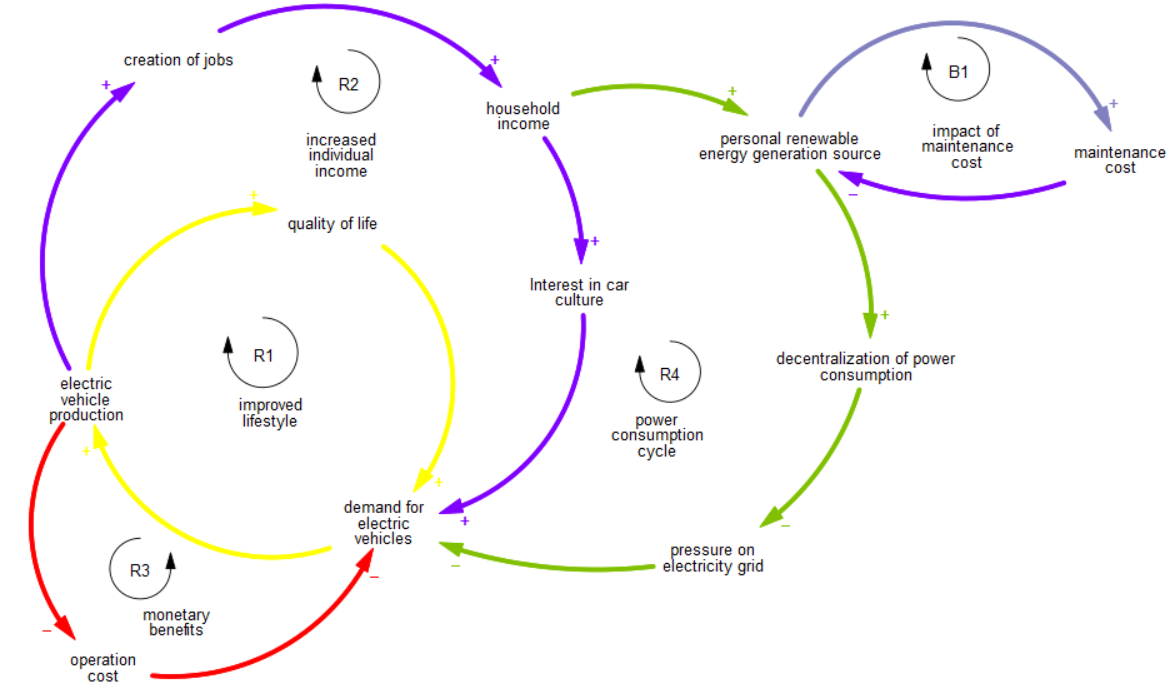 creation of jobs
+
R2
increased
individual
income
+
household
income
+
personal renewable
energy generation source
B1
impact of
maintenance
cost
+
maintenance
cost
−
+
quality of life
+
Interest in car
culture
+
decentralization of power
consumption
R1
improved
lifestyle
R4
power
consumption
cycle
electric
vehicle
production
+
+
demand for
electric
vehicles
+
−
−
pressure on
electricity grid
−
R3
monetary
benefits
−
operation
cost